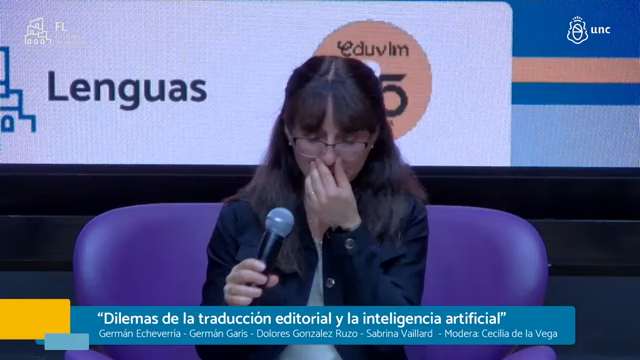 FL
eduvim
unc
Lenguas
5
“Dilemas de la traducción editorial y la inteligencia artificial”
Germán Echeverría - Germán Garis - Dolores Gonzalez Ruzo - Sabrina Vaillard - Modera: Cecilia de la Vega